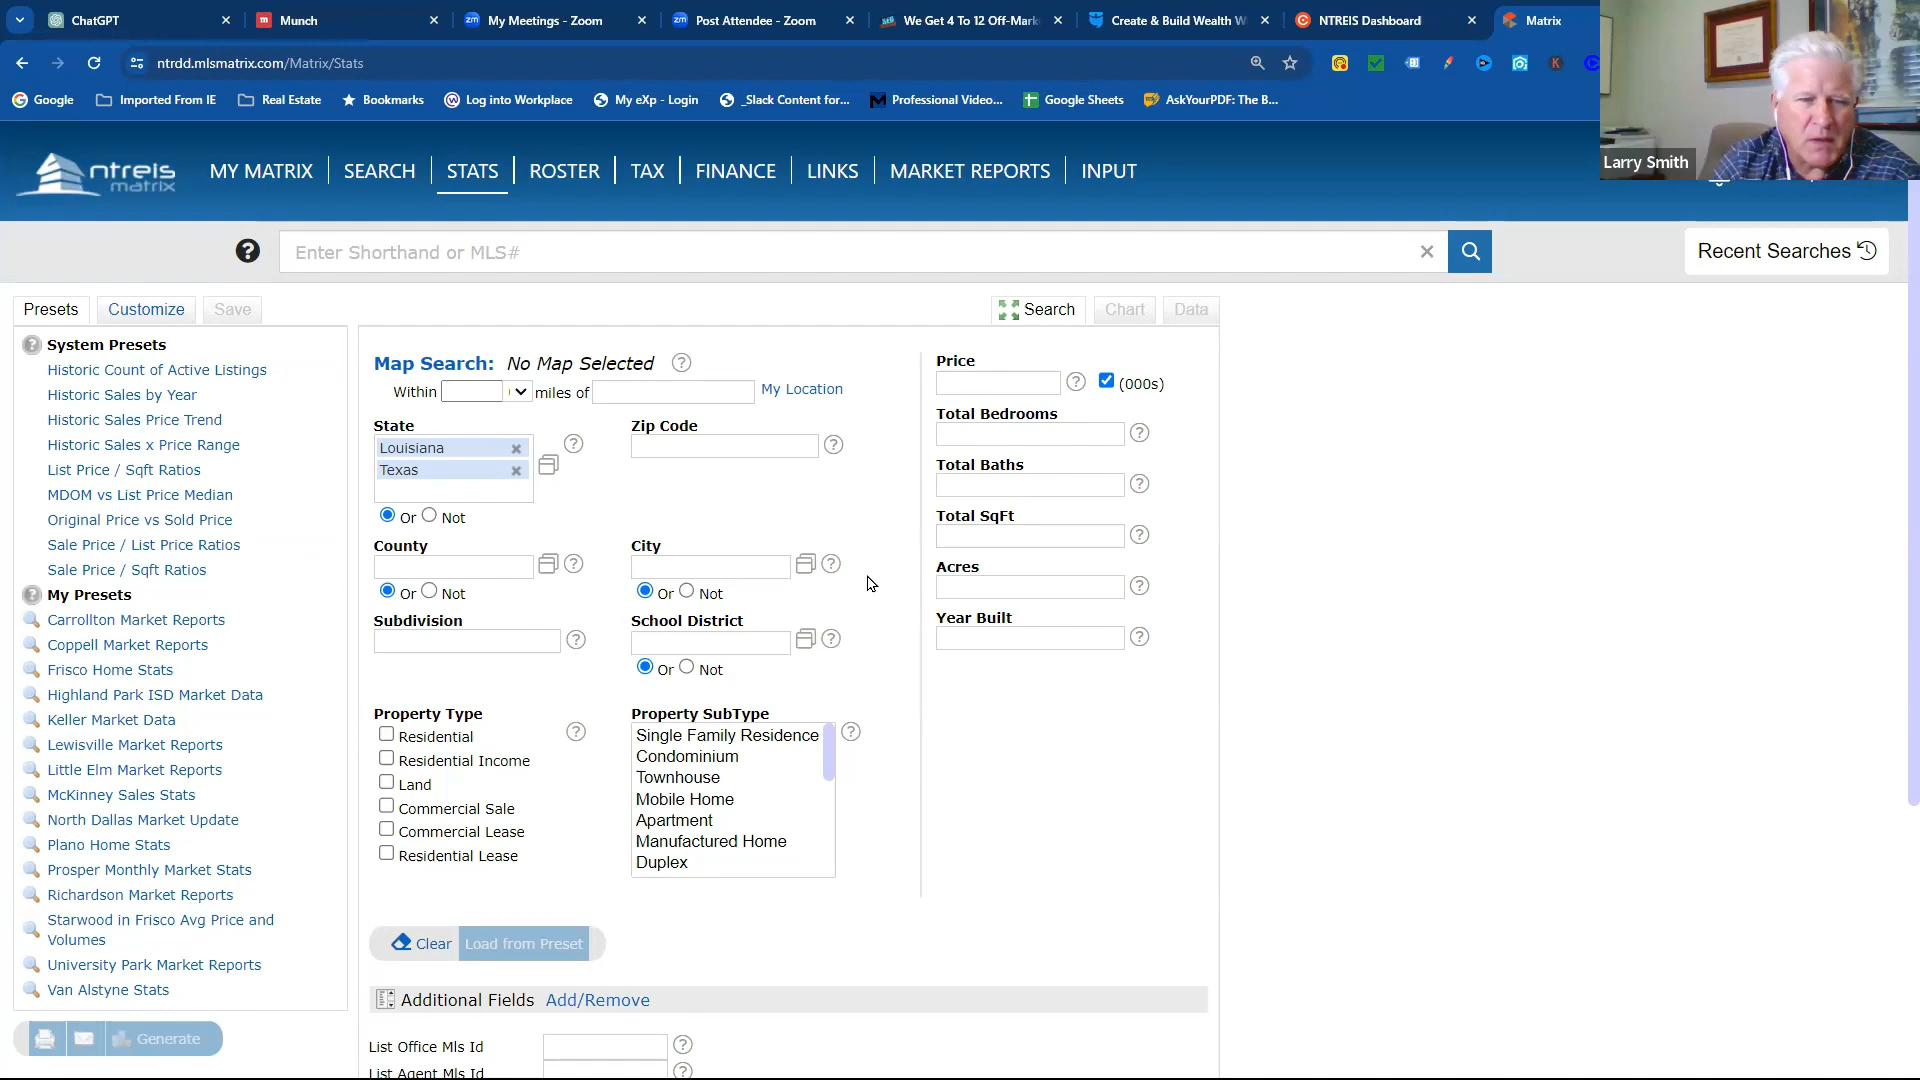 ChatGPT
Munch
My Meetings - Zoom
Post Attendee - Zoom
We Get 4 To 12 Off-Mark
Create & Build Wealth W
NTREIS Dashboard
Matrix
ntrdd.mlsmatrix.com/Matrix/Stats
Google
Imported From IE
Real Estate
Bookmarks
Log into Workplace
My eXp - Login
_Slack Content for...
Professional Video...
Google Sheets
AskYourPDF: The B...
Larry Smith
ntreis
matrix
MY MATRIX
SEARCH
STATS
ROSTER
TAX
FINANCE
LINKS
MARKET REPORTS
INPUT
Enter Shorthand or MLS#
Recent Searches
Presets
Customize
Save
Search
Chart
Data
System Presets
Historic Count of Active Listings
Historic Sales by Year
Historic Sales Price Trend
Historic Sales x Price Range
List Price / Sqft Ratios
MDOM vs List Price Median
Original Price vs Sold Price
Sale Price / List Price Ratios
Sale Price / Sqft Ratios
My Presets
Carrollton Market Reports
Coppell Market Reports
Frisco Home Stats
Highland Park ISD Market Data
Keller Market Data
Lewisville Market Reports
Little Elm Market Reports
McKinney Sales Stats
North Dallas Market Update
Plano Home Stats
Prosper Monthly Market Stats
Richardson Market Reports
Starwood in Frisco Avg Price and
Volumes
University Park Market Reports
Van Alstyne Stats
Generate
Map Search: No Map Selected
Within miles of My Location
State
Louisiana
Texas
Or Not
Zip Code
County
Or Not
City
Or Not
Subdivision
School District
Or Not
Property Type
Residential
Residential Income
Land
Commercial Sale
Commercial Lease
Residential Lease
Property SubType
Single Family Residence
Condominium
Townhouse
Mobile Home
Apartment
Manufactured Home
Duplex
Price
(000s)
Total Bedrooms
Total Baths
Total SqFt
Acres
Year Built
Clear
Load from Preset
Additional Fields Add/Remove
List Office Mls Id
List Agent Mls Id